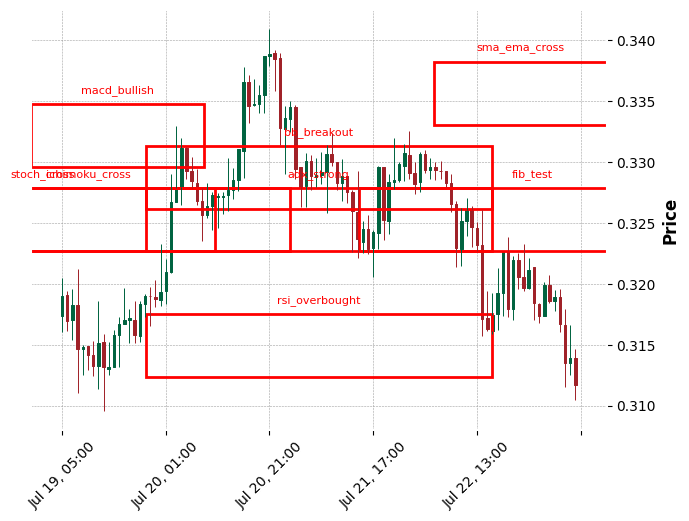 0.340
sma_ema_cross
macd_bullish
0.335
bb_breakout
0.330
stoch_cross
ichimoku_cross
adx_strong
fib_test
0.325
Price
0.320
rsi_overbought
0.315
0.310
Jul 19, 05:00
Jul 20, 01:00
Jul 20, 21:00
Jul 21, 17:00
Jul 22, 13:00